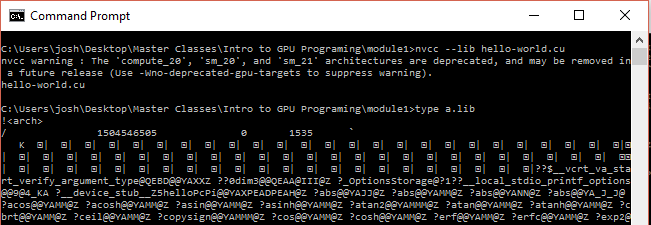 Command Prompt
C:\Users\josh\Desktop\Master Classes\Intro to GPU Programing\module1>nvcc --lib hello-world.cu
nvcc warning : The 'compute_20', 'sm_20', and 'sm_21' architectures are deprecated, and may be removed in
a future release (Use -Wno-deprecated-gpu-targets to suppress warning).
hello-world.cu
C:\Users\josh\Desktop\Master Classes\Intro to GPU Programing\module1>type a.lib
!<arch>
/ 1504546505 0 1535 `
K
??$__vcrt_va_sta
rt_verify_argument_type@QEBD@@YAXXZ ??0dim3@@QEAA@III@Z ?_OptionsStorage@?1??__local_stdio_printf_options
@@9@4_KA ?__device_stub__Z5helloPcPi@@YAXPEADPEAH@Z ?abs@@YAJJ@Z ?abs@@YAMM@Z ?abs@@YANN@Z ?abs@@YA_J_J@
?acos@@YAMM@Z ?acosh@@YAMM@Z ?asin@@YAMM@Z ?asinh@@YAMM@Z ?atan2@@YAMMM@Z ?atan@@YAMM@Z ?atanh@@YAMM@Z ?c
brt@@YAMM@Z ?ceil@@YAMM@Z ?copysign@@YAMMM@Z ?cos@@YAMM@Z ?cosh@@YAMM@Z ?erf@@YAMM@Z ?erfc@@YAMM@Z ?exp2@